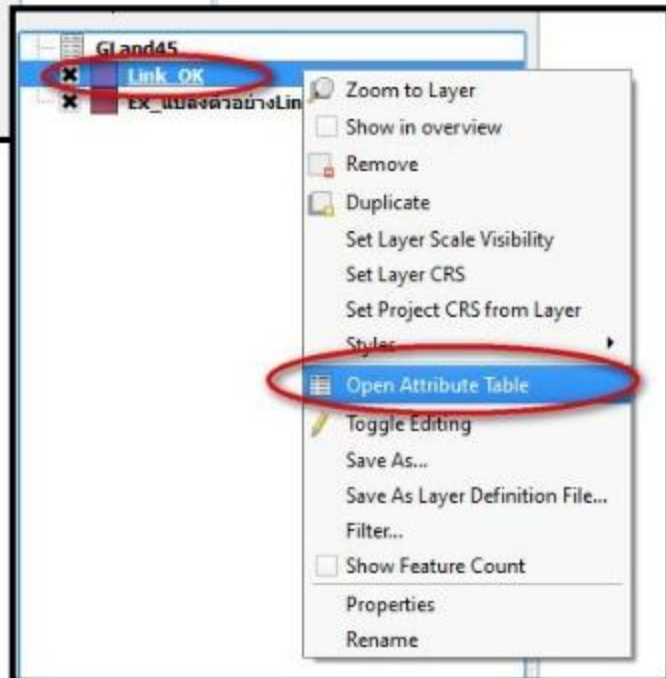 GLand45
Link_OK
Ex_แปลงตัวอย่างLin
Zoom to Layer
Show in overview
Remove
Duplicate
Set Layer Scale Visibility
Set Layer CRS
Set Project CRS from Layer
Styles
Open Attribute Table
Toggle Editing
Save As...
Save As Layer Definition File...
Filter...
Show Feature Count
Properties
Rename